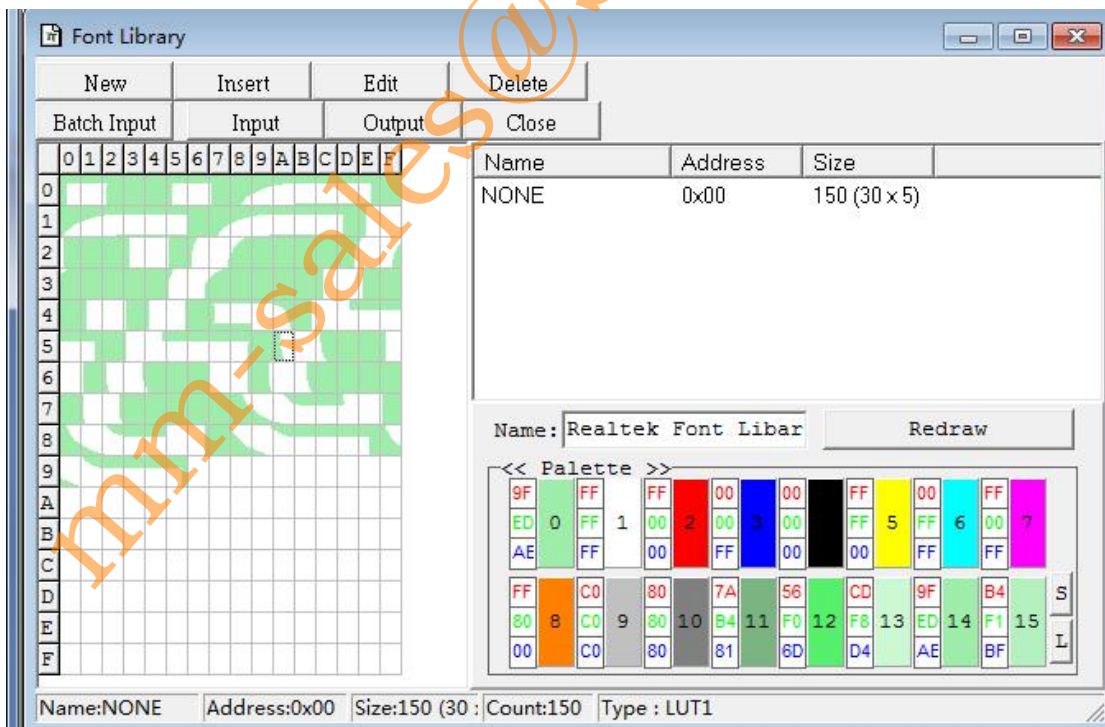 Font Library
New Insert Edit Delete
Batch Input Input Output Close
0 1 2 3 4 5 6 7 8 9 A B C D E F
Name Address Size
NONE 0x00 150 (30 x 5)
0
1
2
3
4
5
6
7
8
9
A
B
C
D
E
F
Name: Realtek Font Libar Redraw
<< Palette >>
9F FF FF 00 00 FF 00 FF
ED 0 FF 1 00 2 00 3 00 FF 5 FF 6 00 7
AE FF 00 FF 00 00 FF FF
FF C0 80 7A 56 CD 9F B4 S
80 8 C0 9 80 10 B4 11 F0 12 F8 13 ED 14 F1 15
00 C0 80 81 6D D4 AE BF L
Name:NONE Address:0x00 Size:150 (30 : Count:150 Type : LUT1
mm-sales@